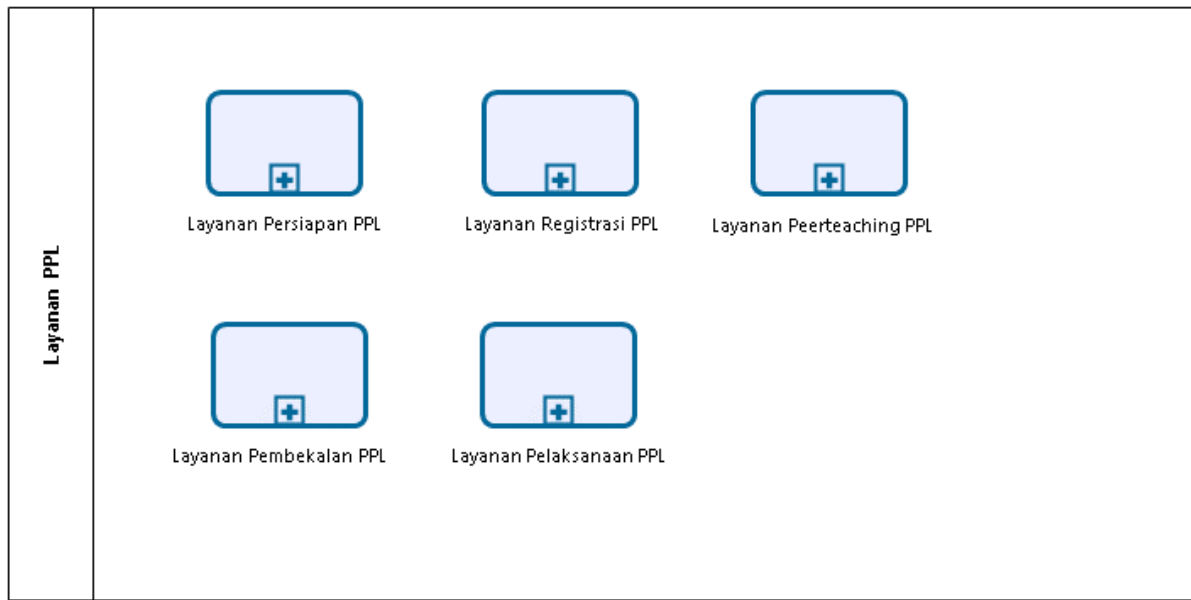 Layanan PPL
Layanan Persiapan PPL
Layanan Registrasi PPL
Layanan Peerteaching PPL
Layanan Pembekalan PPL
Layanan Pelaksanaan PPL